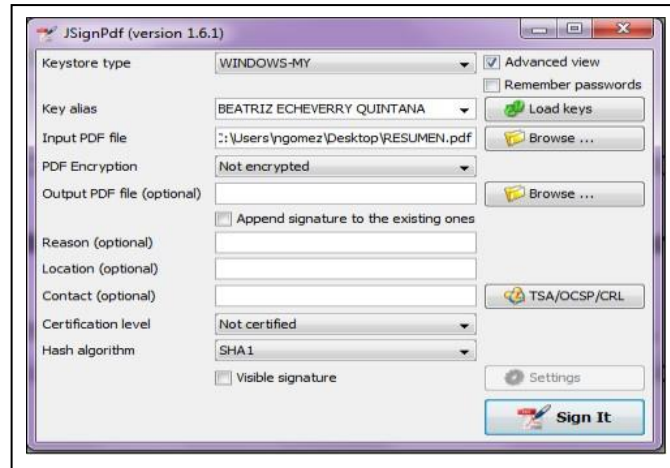 JSignPdf (version 1.6.1)
Keystore type WINDOWS-MY Advanced view
Remember passwords
Key alias BEATRIZ ECHEVERRY QUINTANA Load keys
Input PDF file :\Users\ngomez\Desktop\RESUMEN.pdf Browse ...
PDF Encryption Not encrypted
Output PDF file (optional) Browse ...
Append signature to the existing ones
Reason (optional)
Location (optional)
Contact (optional) TSA/OCSP/CRL
Certification level Not certified
Hash algorithm SHA1
Visible signature Settings
Sign It